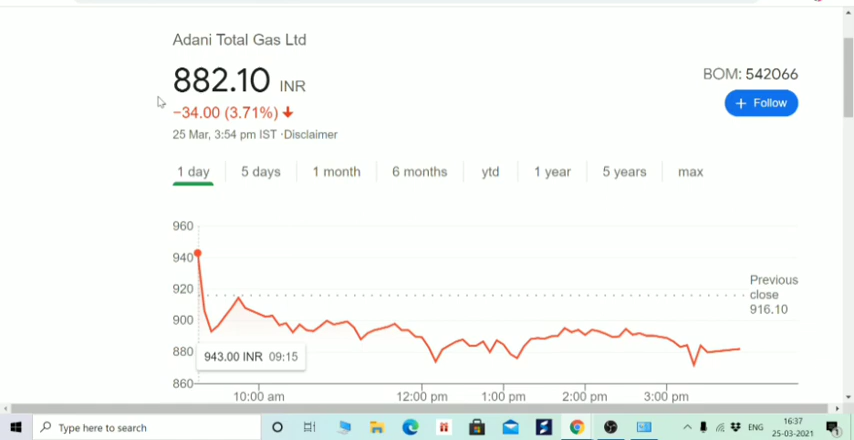 Adani Total Gas Ltd
882.10 INR
BOM: 542066
−34.00 (3.71%)
+ Follow
25 Mar, 3:54 pm IST ·Disclaimer
1 day 5 days 1 month 6 months ytd 1 year 5 years max
960
940
920
900
880
860
Previous
close
916.10
943.00 INR 09:15
10:00 am 12:00 pm 1:00 pm 2:00 pm 3:00 pm
Type here to search
ENG
16:37
25-03-2021